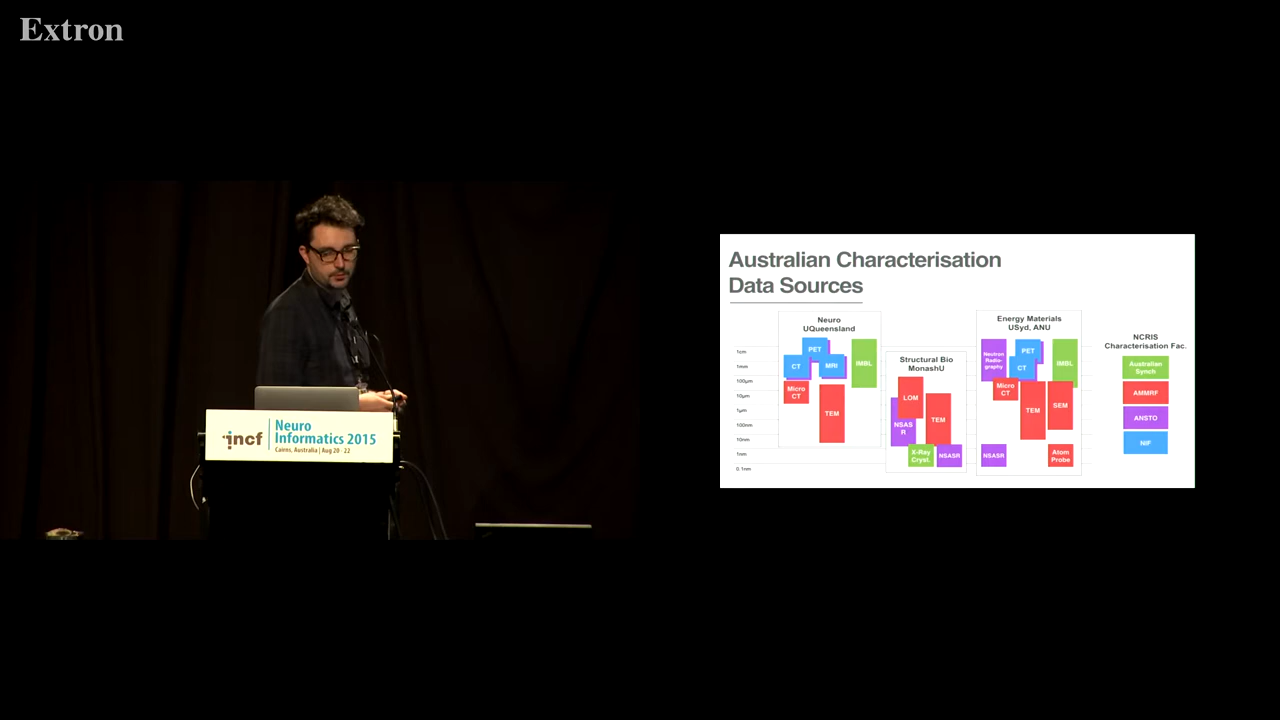 Extron
incf
Neuro
Informatics 2015
Cairns, Australia | Aug 20 - 22
Australian Characterisation
Data Sources
1cm
1mm
100µm
10µm
1µm
100nm
10nm
1nm
0.1nm
Neuro
UQueensland
PET
CT
MRI
IMBL
Micro
CT
TEM
Structural Bio
MonashU
LOM
NSAS
R
TEM
X-Ray
Cryst.
NSASR
Energy Materials
USyd, ANU
Neutron
Radio-
graphy
PET
CT
IMBL
Micro
CT
TEM
SEM
NSASR
Atom
Probe
NCRIS
Characterisation Fac.
Australian
Synch
AMMRF
ANSTO
NIF